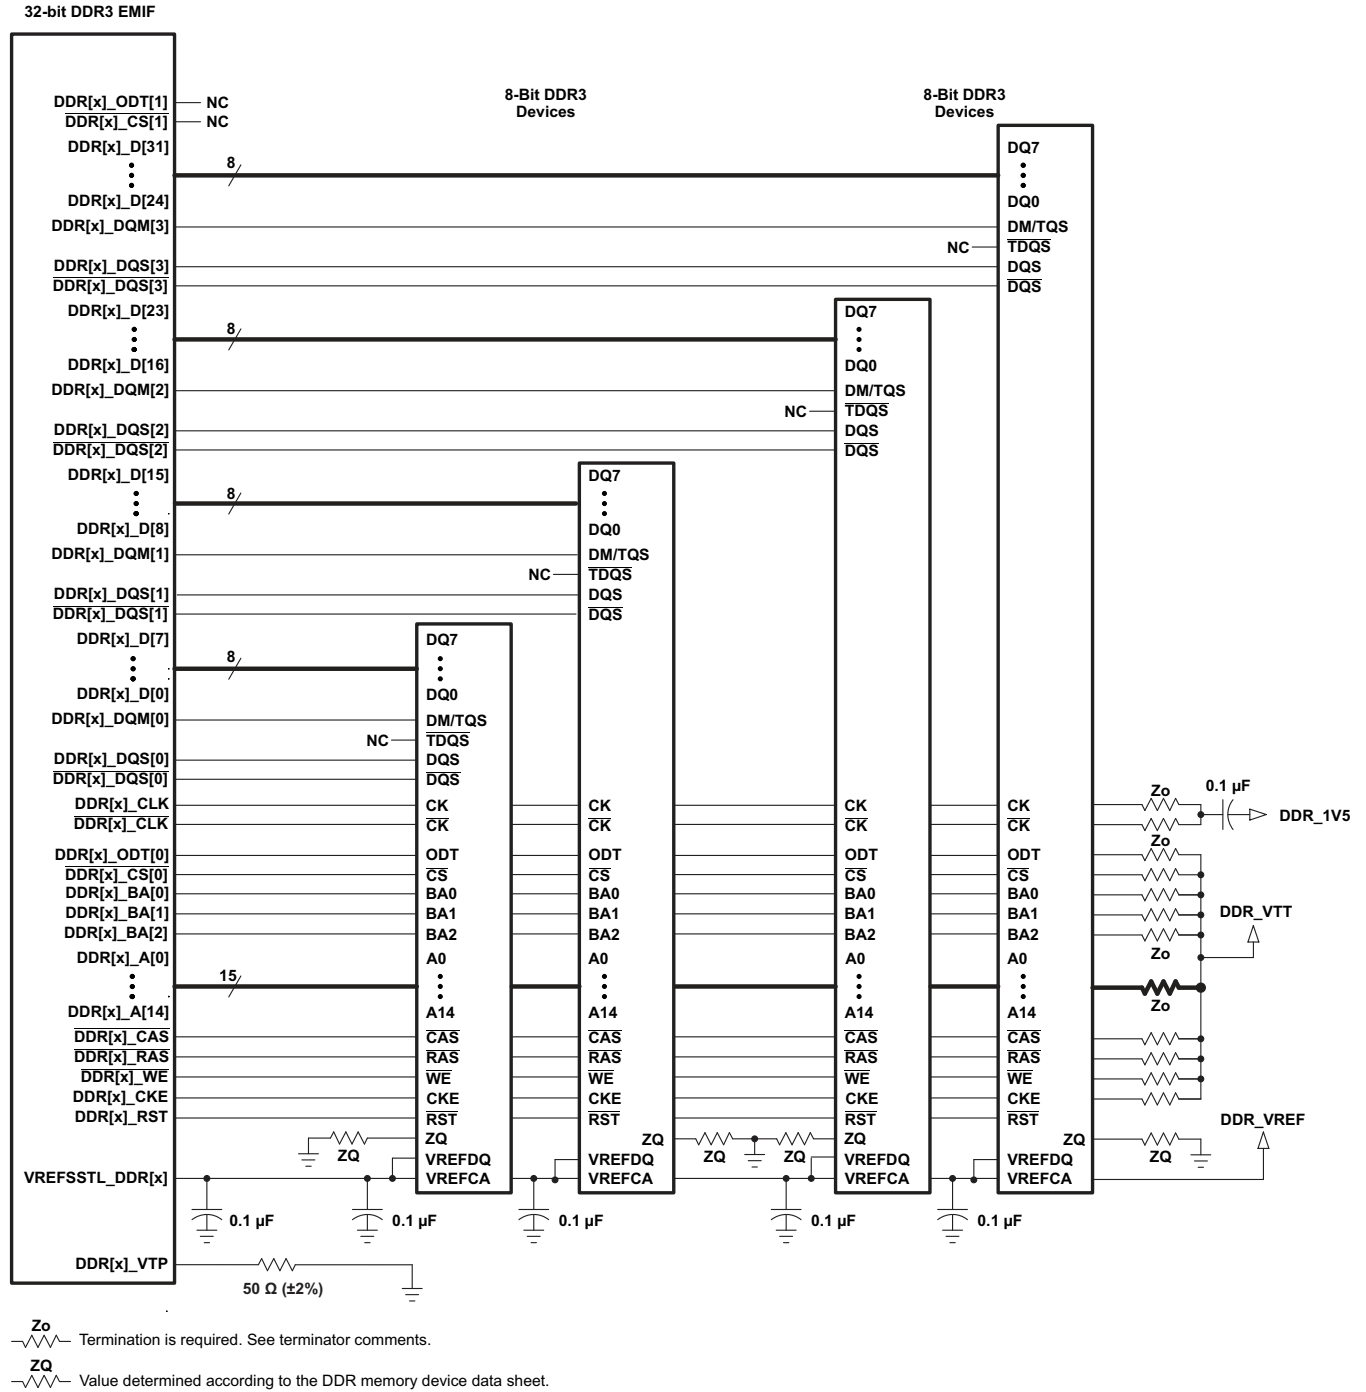 32-bit DDR3 EMIF
8-Bit DDR3
Devices
8-Bit DDR3
Devices
DDR[x]_ODT[1] NC
DDR[x]_CS[1] NC
DDR[x]_D[31] DQ7
8
DDR[x]_D[24] DQ0
DDR[x]_DQM[3] DM/TQS
NC TDQS
DDR[x]_DQS[3] DQS
DDR[x]_DQS[3] DQS
DDR[x]_D[23] DQ7
8
DDR[x]_D[16] DQ0
DDR[x]_DQM[2] DM/TQS
NC TDQS
DDR[x]_DQS[2] DQS
DDR[x]_DQS[2] DQS
DDR[x]_D[15] DQ7
8
DDR[x]_D[8] DQ0
DDR[x]_DQM[1] DM/TQS
NC TDQS
DDR[x]_DQS[1] DQS
DDR[x]_DQS[1] DQS
DDR[x]_D[7] DQ7
8
DDR[x]_D[0] DQ0
DDR[x]_DQM[0] DM/TQS
NC TDQS
DDR[x]_DQS[0] DQS
DDR[x]_DQS[0] DQS
Zo 0.1 µF
DDR[x]_CLK CK CK CK CK
DDR_1V5
DDR[x]_CLK CK CK CK CK
Zo
DDR[x]_ODT[0] ODT ODT ODT ODT
DDR[x]_CS[0] CS CS CS CS
DDR[x]_BA[0] BA0 BA0 BA0 BA0
DDR[x]_BA[1] BA1 BA1 BA1 BA1 DDR_VTT
DDR[x]_BA[2] BA2 BA2 BA2 BA2
Zo
DDR[x]_A[0] A0 A0 A0 A0
15
Zo
DDR[x]_A[14] A14 A14 A14 A14
DDR[x]_CAS CAS CAS CAS CAS
DDR[x]_RAS RAS RAS RAS RAS
DDR[x]_WE WE WE WE WE
DDR[x]_CKE CKE CKE CKE CKE
DDR[x]_RST RST RST RST RST DDR_VREF
ZQ ZQ ZQ ZQ
ZQ ZQ ZQ ZQ
VREFDQ VREFDQ VREFDQ VREFDQ
VREFSSTL_DDR[x] VREFCA VREFCA VREFCA VREFCA
0.1 µF 0.1 µF 0.1 µF 0.1 µF 0.1 µF
DDR[x]_VTP
50 Ω (±2%)
Zo
Termination is required. See terminator comments.
ZQ
Value determined according to the DDR memory device data sheet.